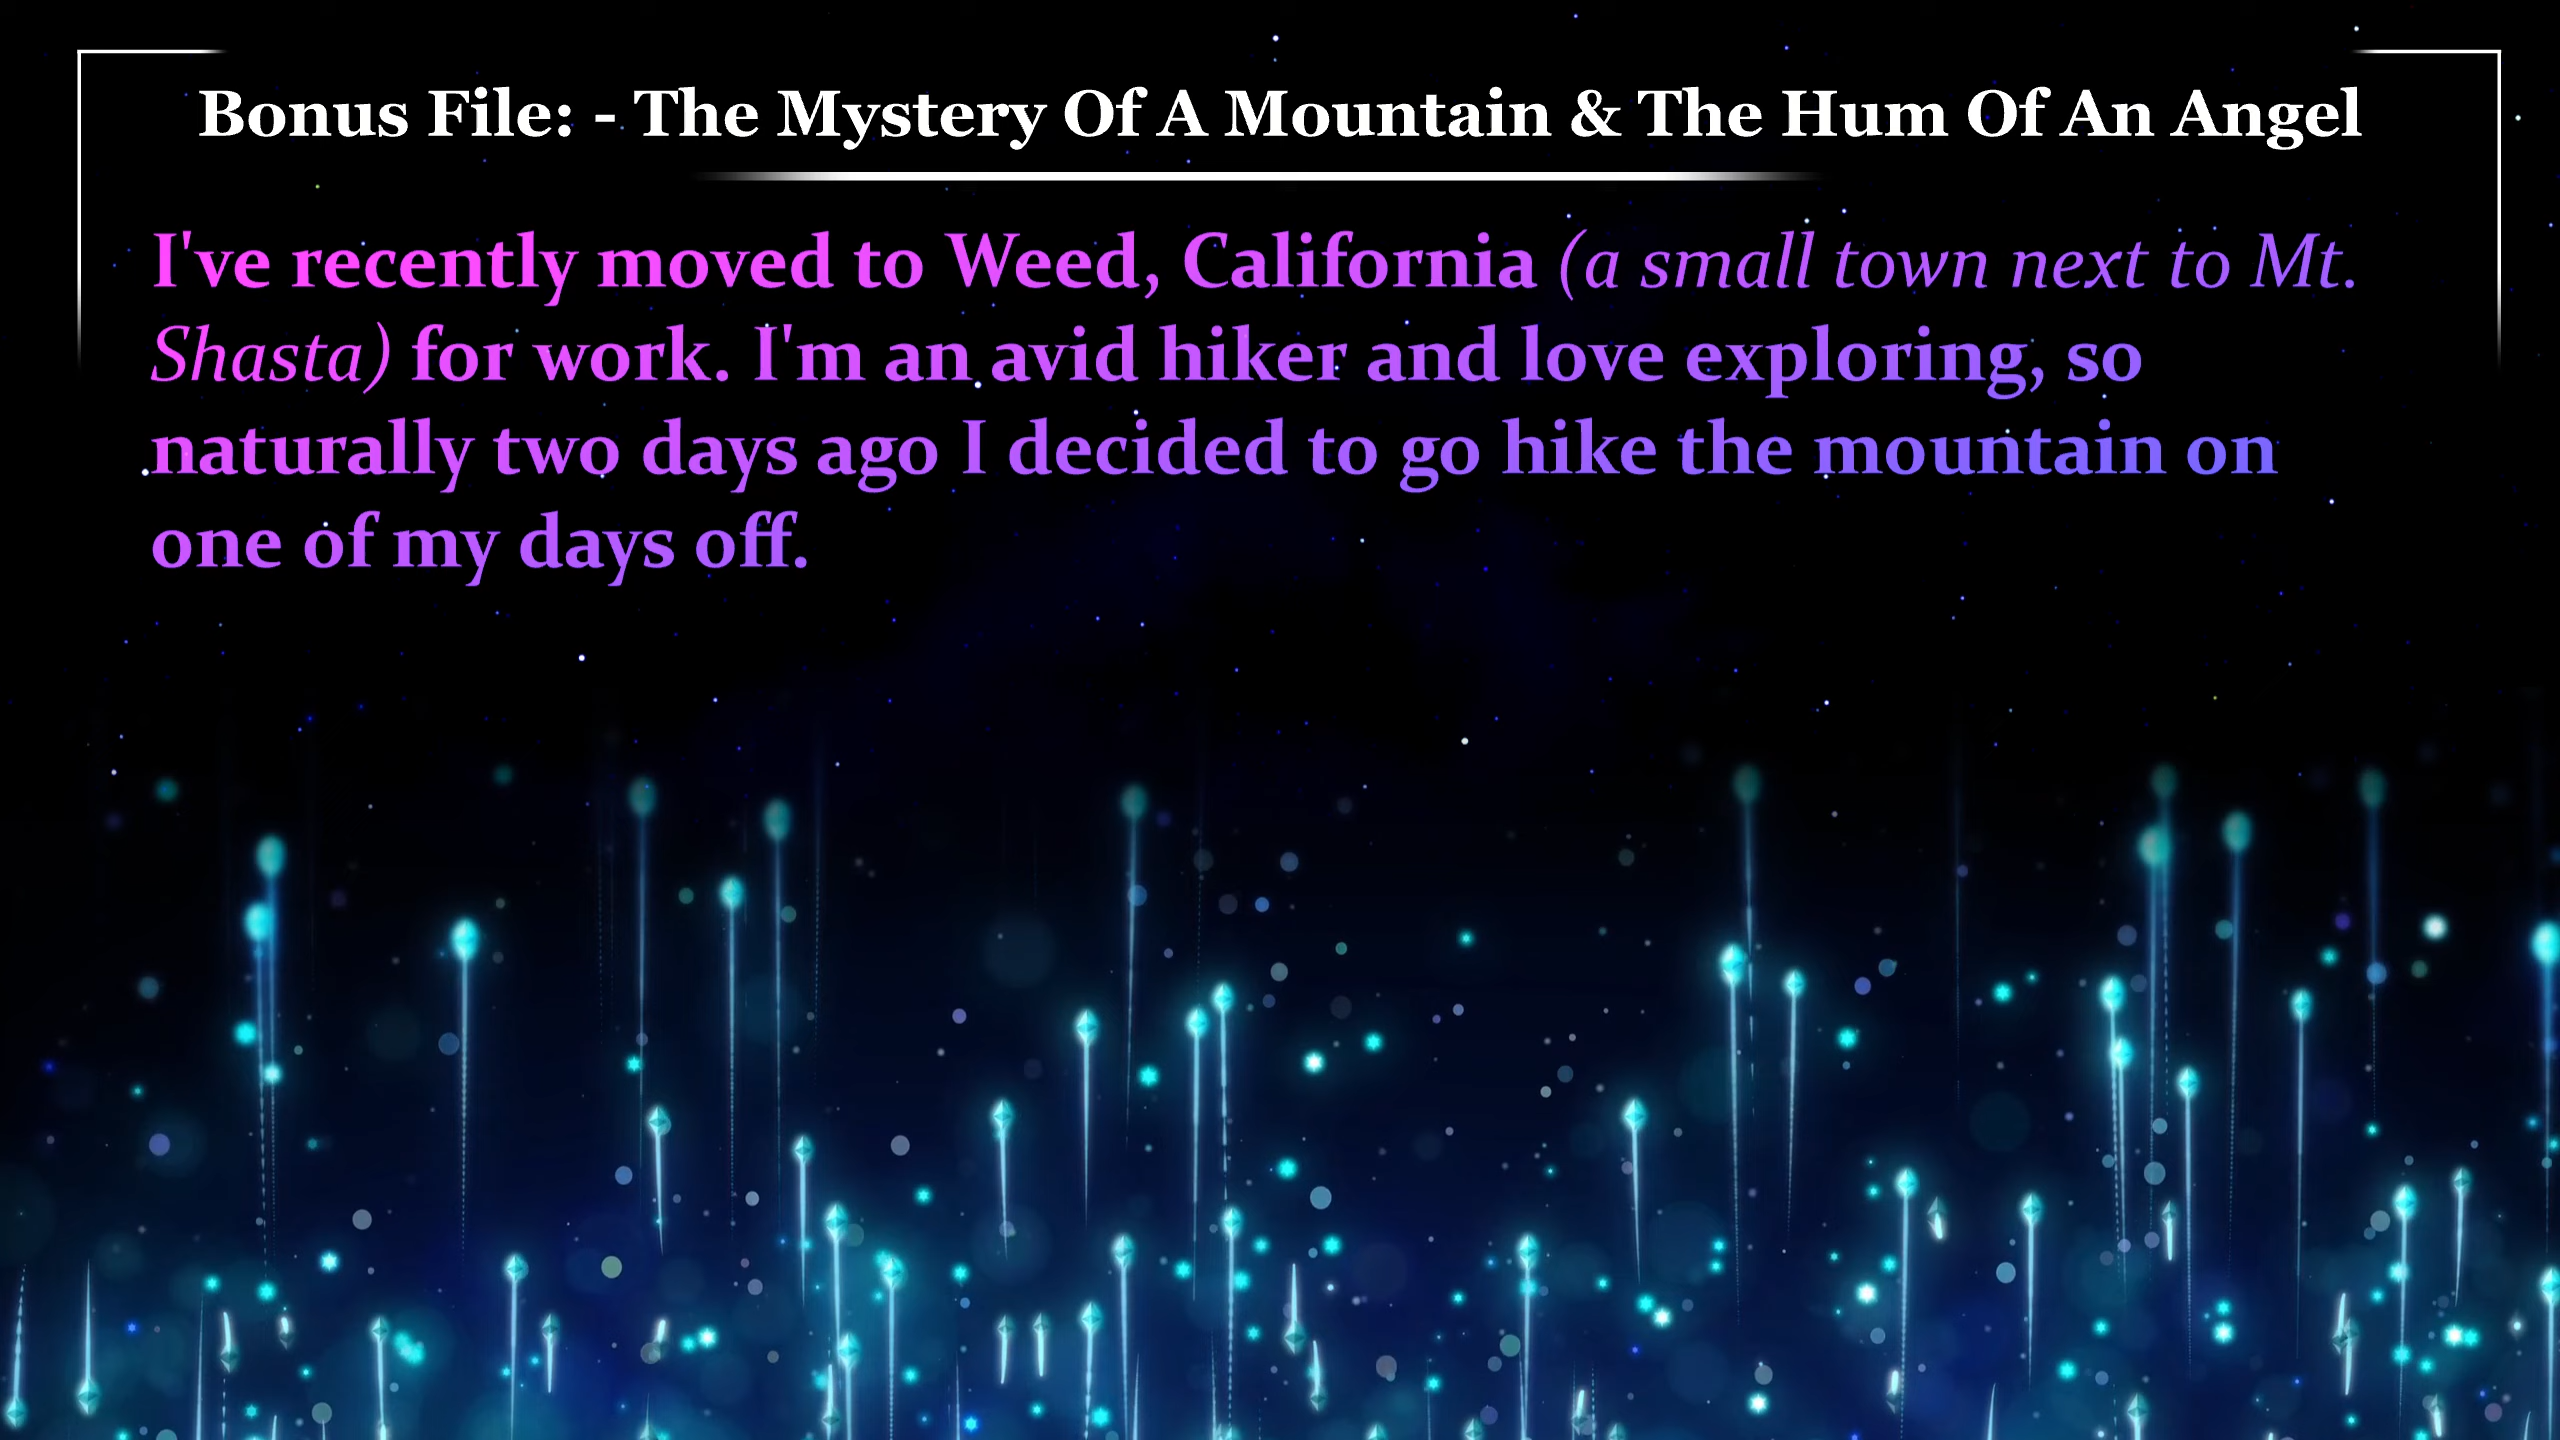 Bonus File: - The Mystery Of A Mountain & The Hum Of An Angel
I've recently moved to Weed, California (a small town next to Mt.
Shasta) for work. I'm an avid hiker and love exploring, so
naturally two days ago I decided to go hike the mountain on
one of my days off.